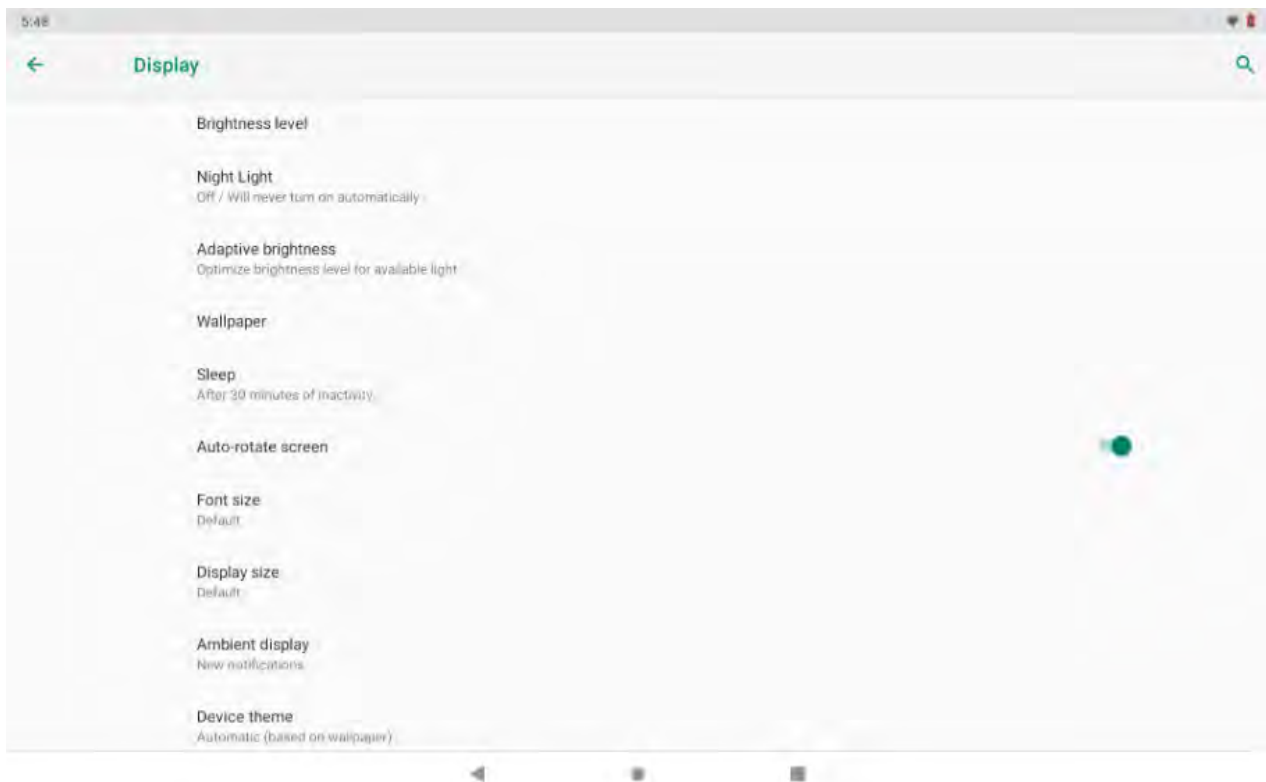 5:48
Display
Brightness level
Night Light
Off / Will never turn on automatically
Adaptive brightness
Optimize brightness level for available light
Wallpaper
Sleep
After 30 minutes of inactivity
Auto-rotate screen
Font size
Default
Display size
Default
Ambient display
New notifications
Device theme
Automatic (based on wallpaper)